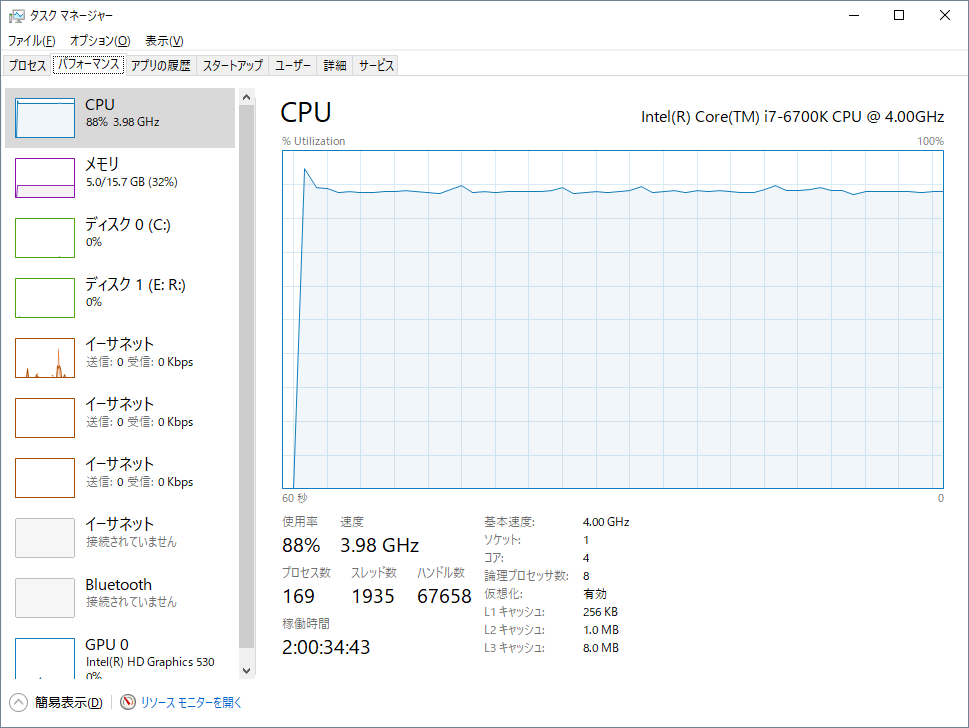 タスク マネージャー
ファイル(F) オプション(O) 表示(V)
プロセス パフォーマンス アプリの履歴 スタートアップ ユーザー 詳細 サービス
CPU
88% 3.98 GHz
メモリ
5.0/15.7 GB (32%)
ディスク 0 (C:)
0%
ディスク 1 (E: R:)
0%
イーサネット
送信: 0 受信: 0 Kbps
イーサネット
送信: 0 受信: 0 Kbps
イーサネット
送信: 0 受信: 0 Kbps
イーサネット
接続されていません
Bluetooth
接続されていません
GPU 0
Intel(R) HD Graphics 530
0%
CPU
Intel(R) Core(TM) i7-6700K CPU @ 4.00GHz
% Utilization 100%
60 秒 0
使用率 速度
88% 3.98 GHz
プロセス数 スレッド数 ハンドル数
169 1935 67658
稼働時間
2:00:34:43
基本速度: 4.00 GHz
ソケット: 1
コア: 4
論理プロセッサ数: 8
仮想化: 有効
L1 キャッシュ: 256 KB
L2 キャッシュ: 1.0 MB
L3 キャッシュ: 8.0 MB
簡易表示(D) リソース モニターを開く